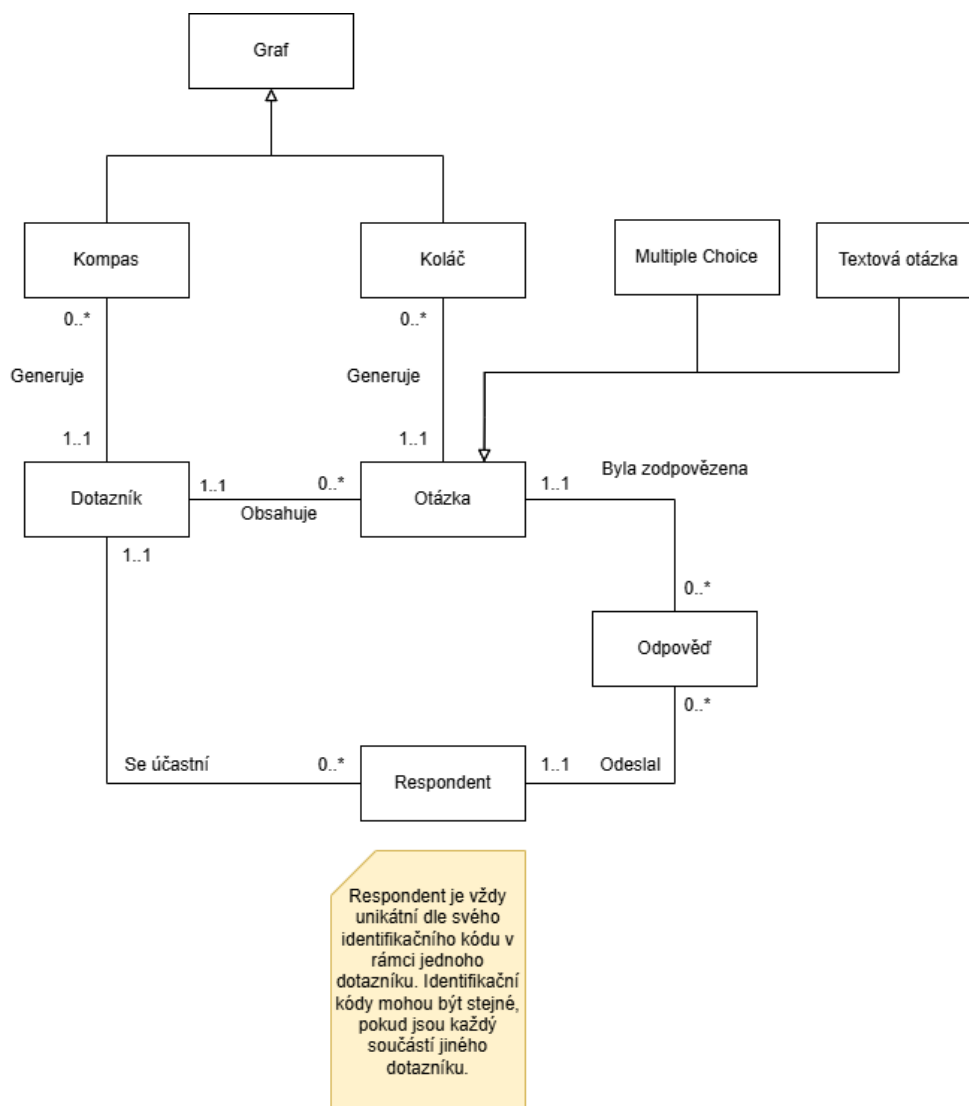 Graf
Kompas
Koláč
Multiple Choice
Textová otázka
0..*
0..*
Generuje
Generuje
1..1
1..1
Dotazník
1..1
0..*
Obsahuje
Otázka
1..1
Byla zodpovězena
1..1
0..*
Odpověď
0..*
Se účastní
0..*
Respondent
1..1
Odeslal
Respondent je vždy
unikátní dle svého
identifikačního kódu v
rámci jednoho
dotazníku. Identifikační
kódy mohou být stejné,
pokud jsou každý
součástí jiného
dotazníku.